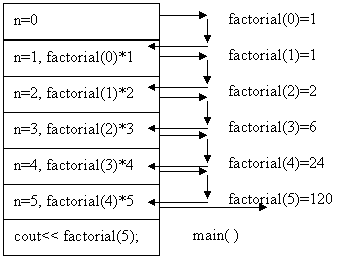 n=0 factorial(0)=1
n=1, factorial(0)*1 factorial(1)=1
n=2, factorial(1)*2 factorial(2)=2
n=3, factorial(2)*3 factorial(3)=6
n=4, factorial(3)*4 factorial(4)=24
n=5, factorial(4)*5 factorial(5)=120
cout<< factorial(5); main( )